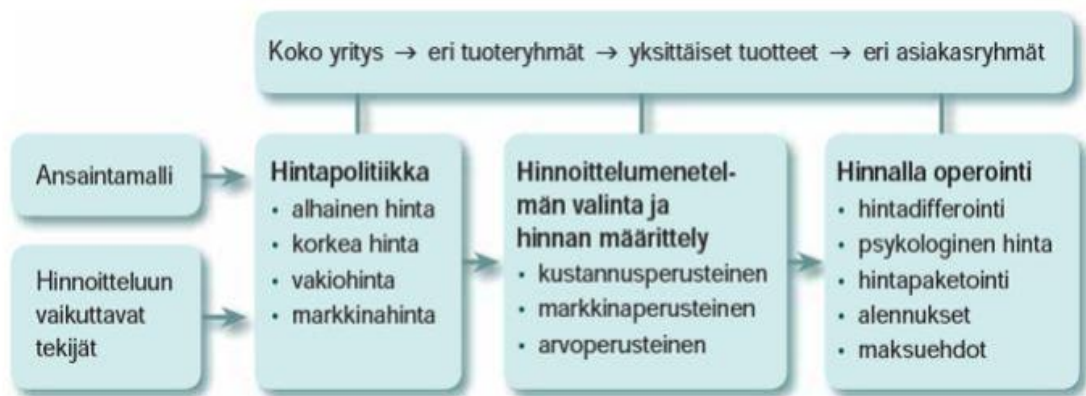 Koko yritys → eri tuoteryhmät → yksittäiset tuotteet → eri asiakasryhmät
Ansaintamalli
Hinnoitteluun
vaikuttavat
tekijät
Hintapolitiikka
• alhainen hinta
• korkea hinta
• vakiohinta
• markkinahinta
Hinnoittelumenetel-
män valinta ja
hinnan määrittely
• kustannusperusteinen
• markkinaperusteinen
• arvoperusteinen
Hinnalla operointi
• hintadifferointi
• psykologinen hinta
• hintapaketointi
• alennukset
• maksuehdot